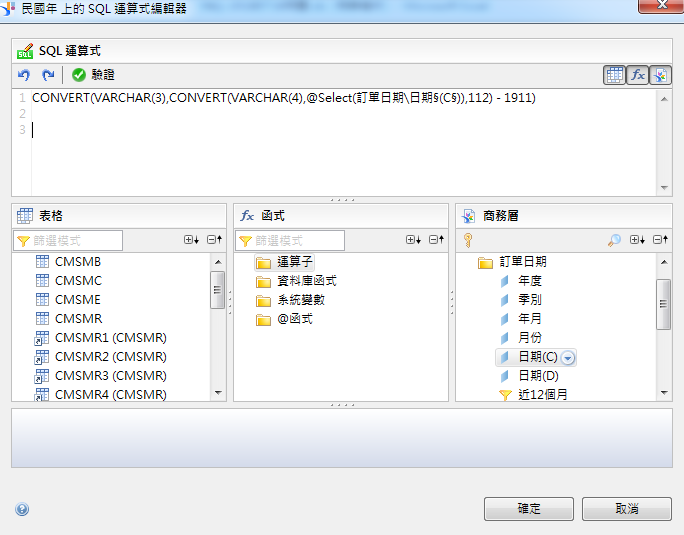 民國年 上的 SQL 運算式編輯器
SQL 運算式
驗證
1 CONVERT(VARCHAR(3),CONVERT(VARCHAR(4),@Select(訂單日期\日期§(C§)),112) - 1911)
2
3
表格
篩選模式
CMSMB
CMSMC
CMSME
CMSMR
CMSMR1 (CMSMR)
CMSMR2 (CMSMR)
CMSMR3 (CMSMR)
CMSMR4 (CMSMR)
fx 函式
篩選模式
運算子
資料庫函式
系統變數
@函式
商務層
訂單日期
年度
季別
年月
月份
日期(C)
日期(D)
近12個月
確定
取消